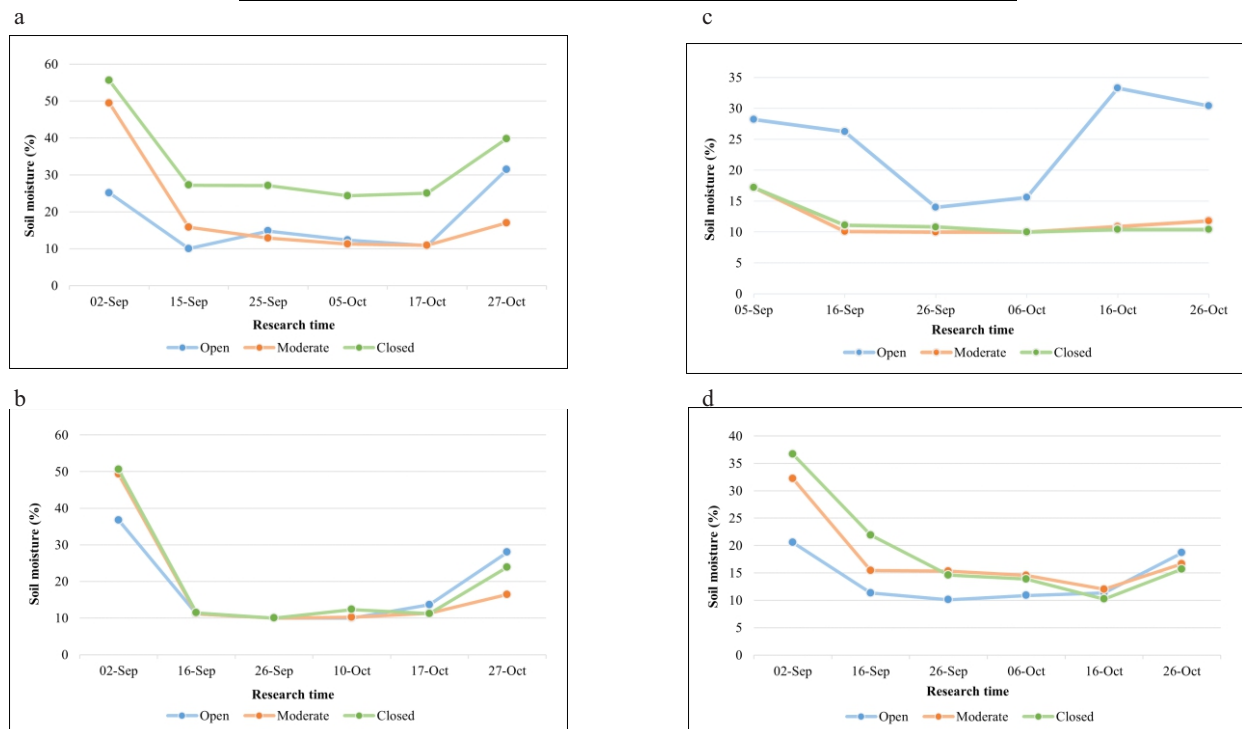 a
60
50
40
30
20
10
0
Soil moisture (%)
02-Sep 15-Sep 25-Sep 05-Oct 17-Oct 27-Oct
Research time
Open Moderate Closed
c
35
30
25
20
15
10
5
0
Soil moisture (%)
05-Sep 16-Sep 26-Sep 06-Oct 16-Oct 26-Oct
Research time
Open Moderate Closed
b
60
50
40
30
20
10
0
Soil moisture (%)
02-Sep 16-Sep 26-Sep 10-Oct 17-Oct 27-Oct
Research time
Open Moderate Closed
d
40
35
30
25
20
15
10
5
0
Soil moisture (%)
02-Sep 16-Sep 26-Sep 06-Oct 16-Oct 26-Oct
Research time
Open Moderate Closed